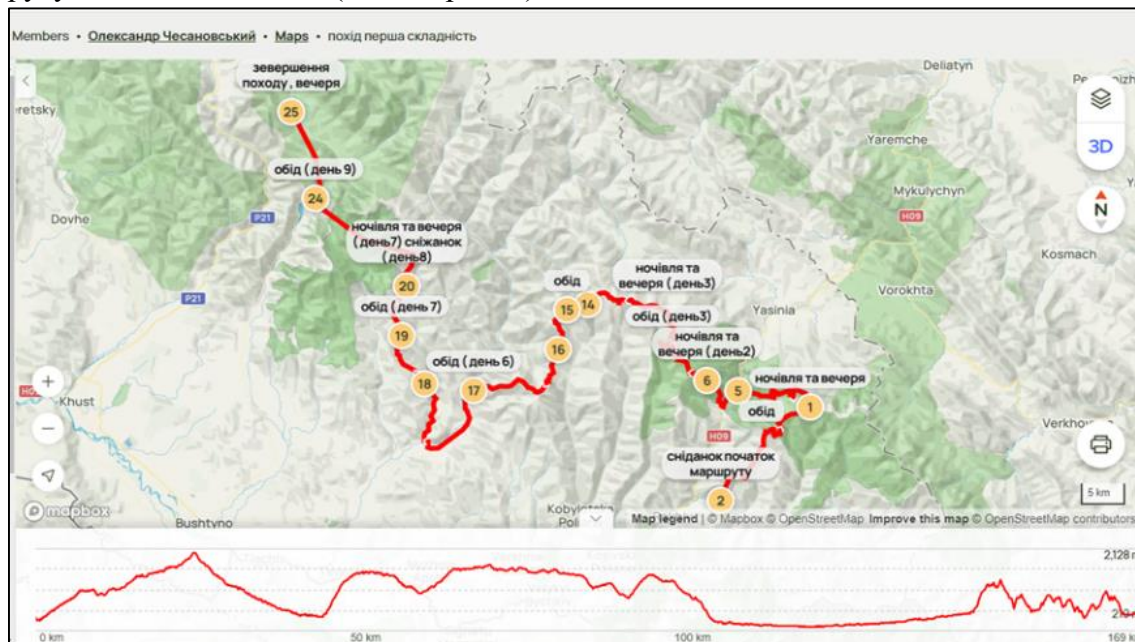 Members • Олександр Чесановський • Maps • похід перша складність
зевершення
походу , вечеря
25
обід ( день 9)
24
ночівля та вечеря
( день7) сніжанок
(день8)
20
обід ( день 7)
19
обід ( день 6)
18
17
16
обід
15
14
ночівля та
вечеря ( день3)
обід (день3)
ночівля та
вечеря (день2)
6
5
ночівля та вечеря
1
обід
сніданок початок
маршруту
2
Deliatyn
Yaremche
Mykulychyn
H09
Kosmach
Vorokhta
Yasinia
H09
Dovhe
P21
P21
Khust
Bushtyno
3D
N
5 km
mapbox
Map legend | © Mapbox © OpenStreetMap Improve this map © OpenStreetMap contributors
2,128
0 km
50 km
100 km
169